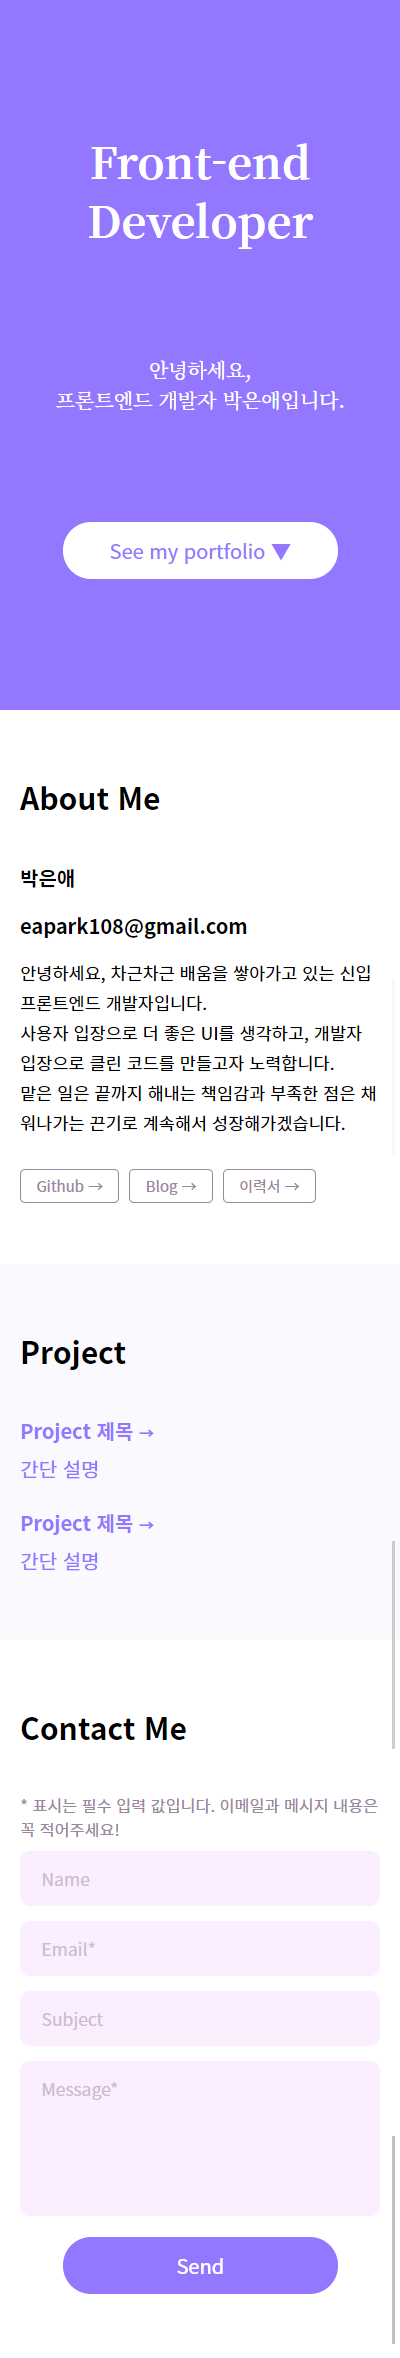 Front-end
Developer
안녕하세요,
프론트엔드 개발자 박은애입니다.
See my portfolio ▼
About Me
박은애
eapark108@gmail.com
안녕하세요, 차근차근 배움을 쌓아가고 있는 신입
프론트엔드 개발자입니다.
사용자 입장으로 더 좋은 UI를 생각하고, 개발자
입장으로 클린 코드를 만들고자 노력합니다.
맡은 일은 끝까지 해내는 책임감과 부족한 점은 채
워나가는 끈기로 계속해서 성장해가겠습니다.
Github → Blog → 이력서 →
Project
Project 제목 →
간단 설명
Project 제목 →
간단 설명
Contact Me
* 표시는 필수 입력 값입니다. 이메일과 메시지 내용은
꼭 적어주세요!
Name
Email*
Subject
Message*
Send